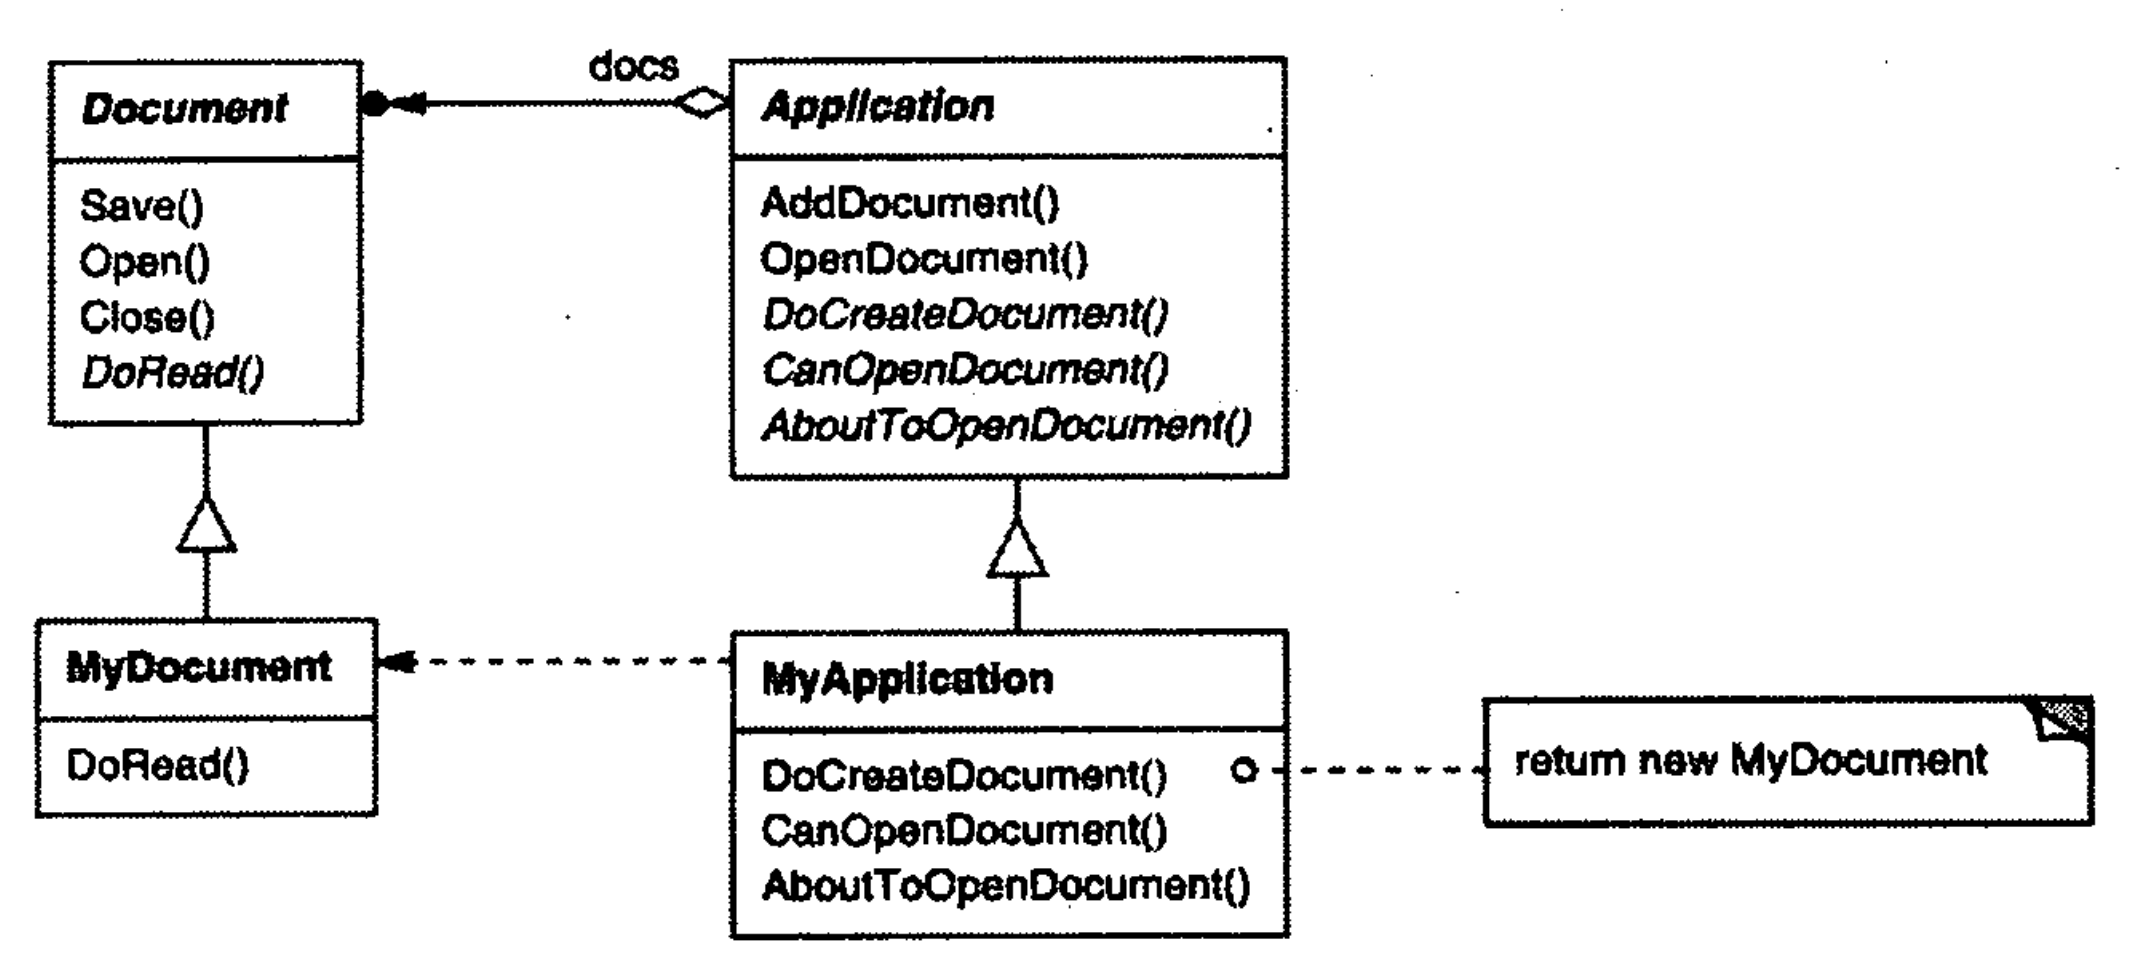 docs
Document
Save()
Open()
Close()
DoRead()
Application
AddDocument()
OpenDocument()
DoCreateDocument()
CanOpenDocument()
AboutToOpenDocument()
MyDocument
DoRead()
MyApplication
DoCreateDocument()
CanOpenDocument()
AboutToOpenDocument()
return new MyDocument